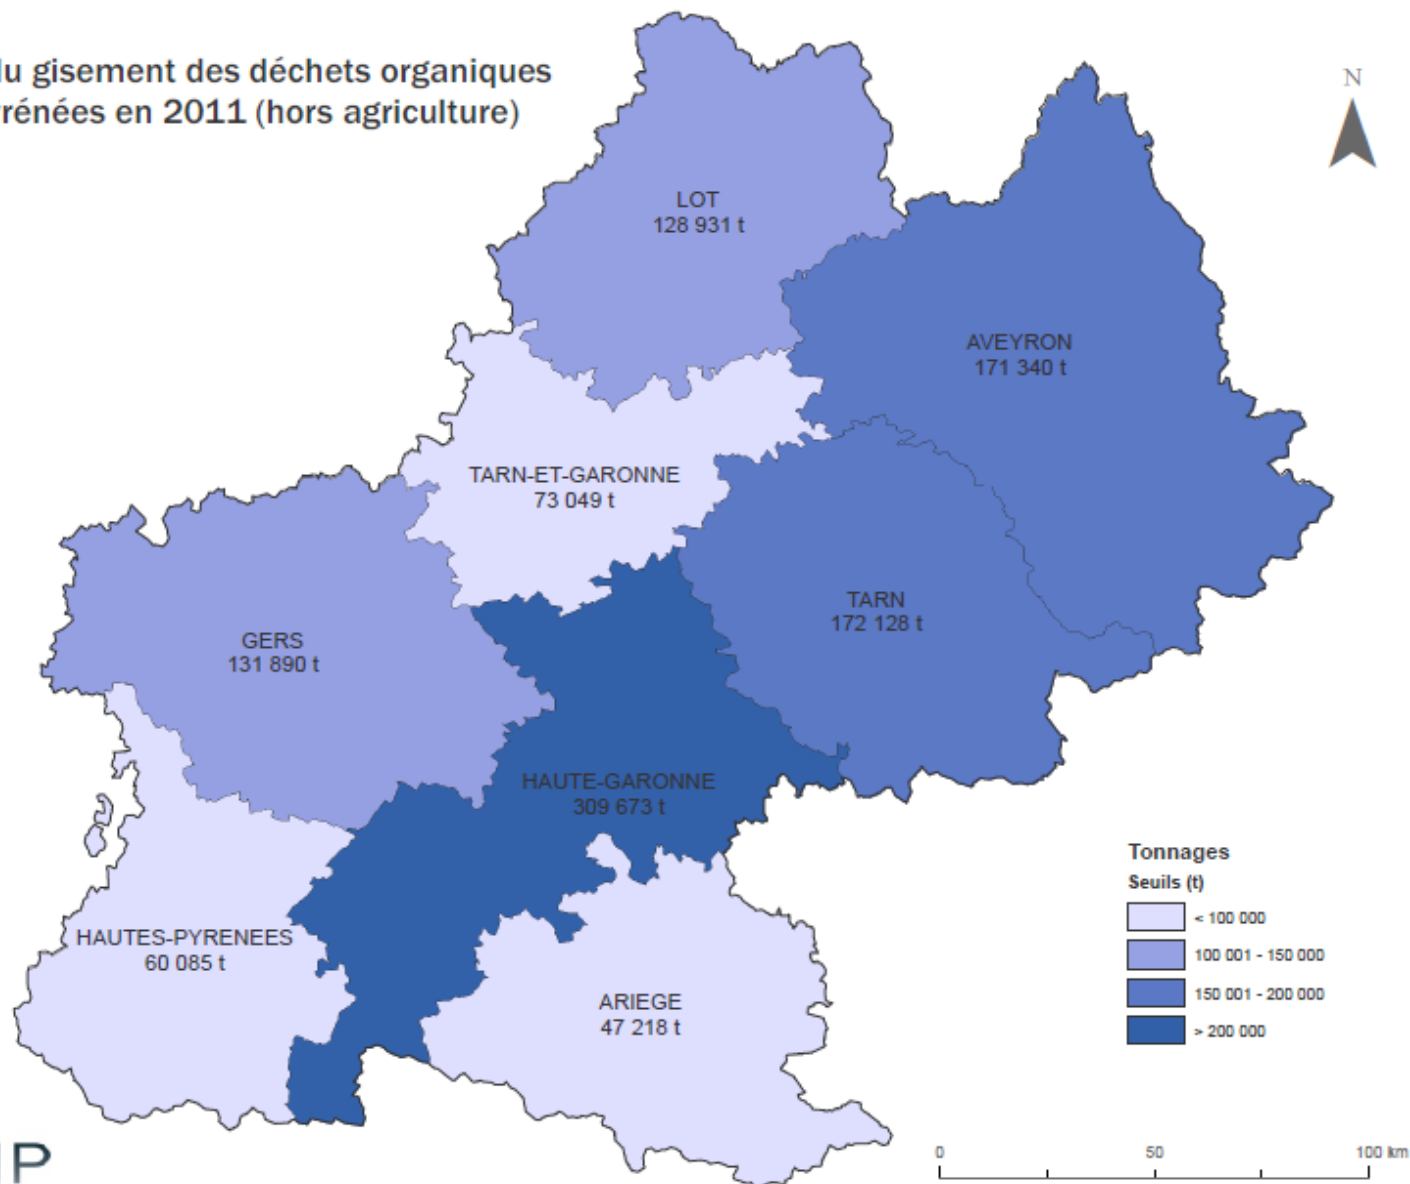 du gisement des déchets organiques
rénées en 2011 (hors agriculture)
N
LOT
128 931 t
AVEYRON
171 340 t
TARN-ET-GARONNE
73 049 t
TARN
172 128 t
GERS
131 890 t
HAUTE-GARONNE
309 673 t
HAUTES-PYRENEES
60 085 t
ARIEGE
47 218 t
Tonnages
Seuils (t)
< 100 000
100 001 - 150 000
150 001 - 200 000
> 200 000
0 50 100 km
IP